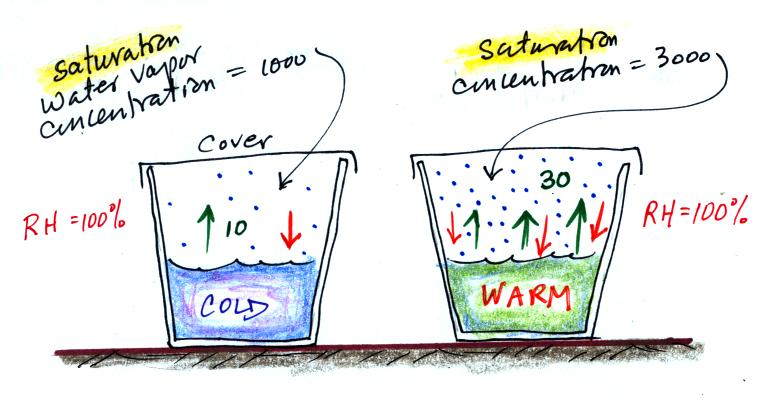 saturation
water vapor
concentration = 1000
saturation
concentration = 3000
Cover
RH = 100%
10
30
RH = 100%
COLD
WARM